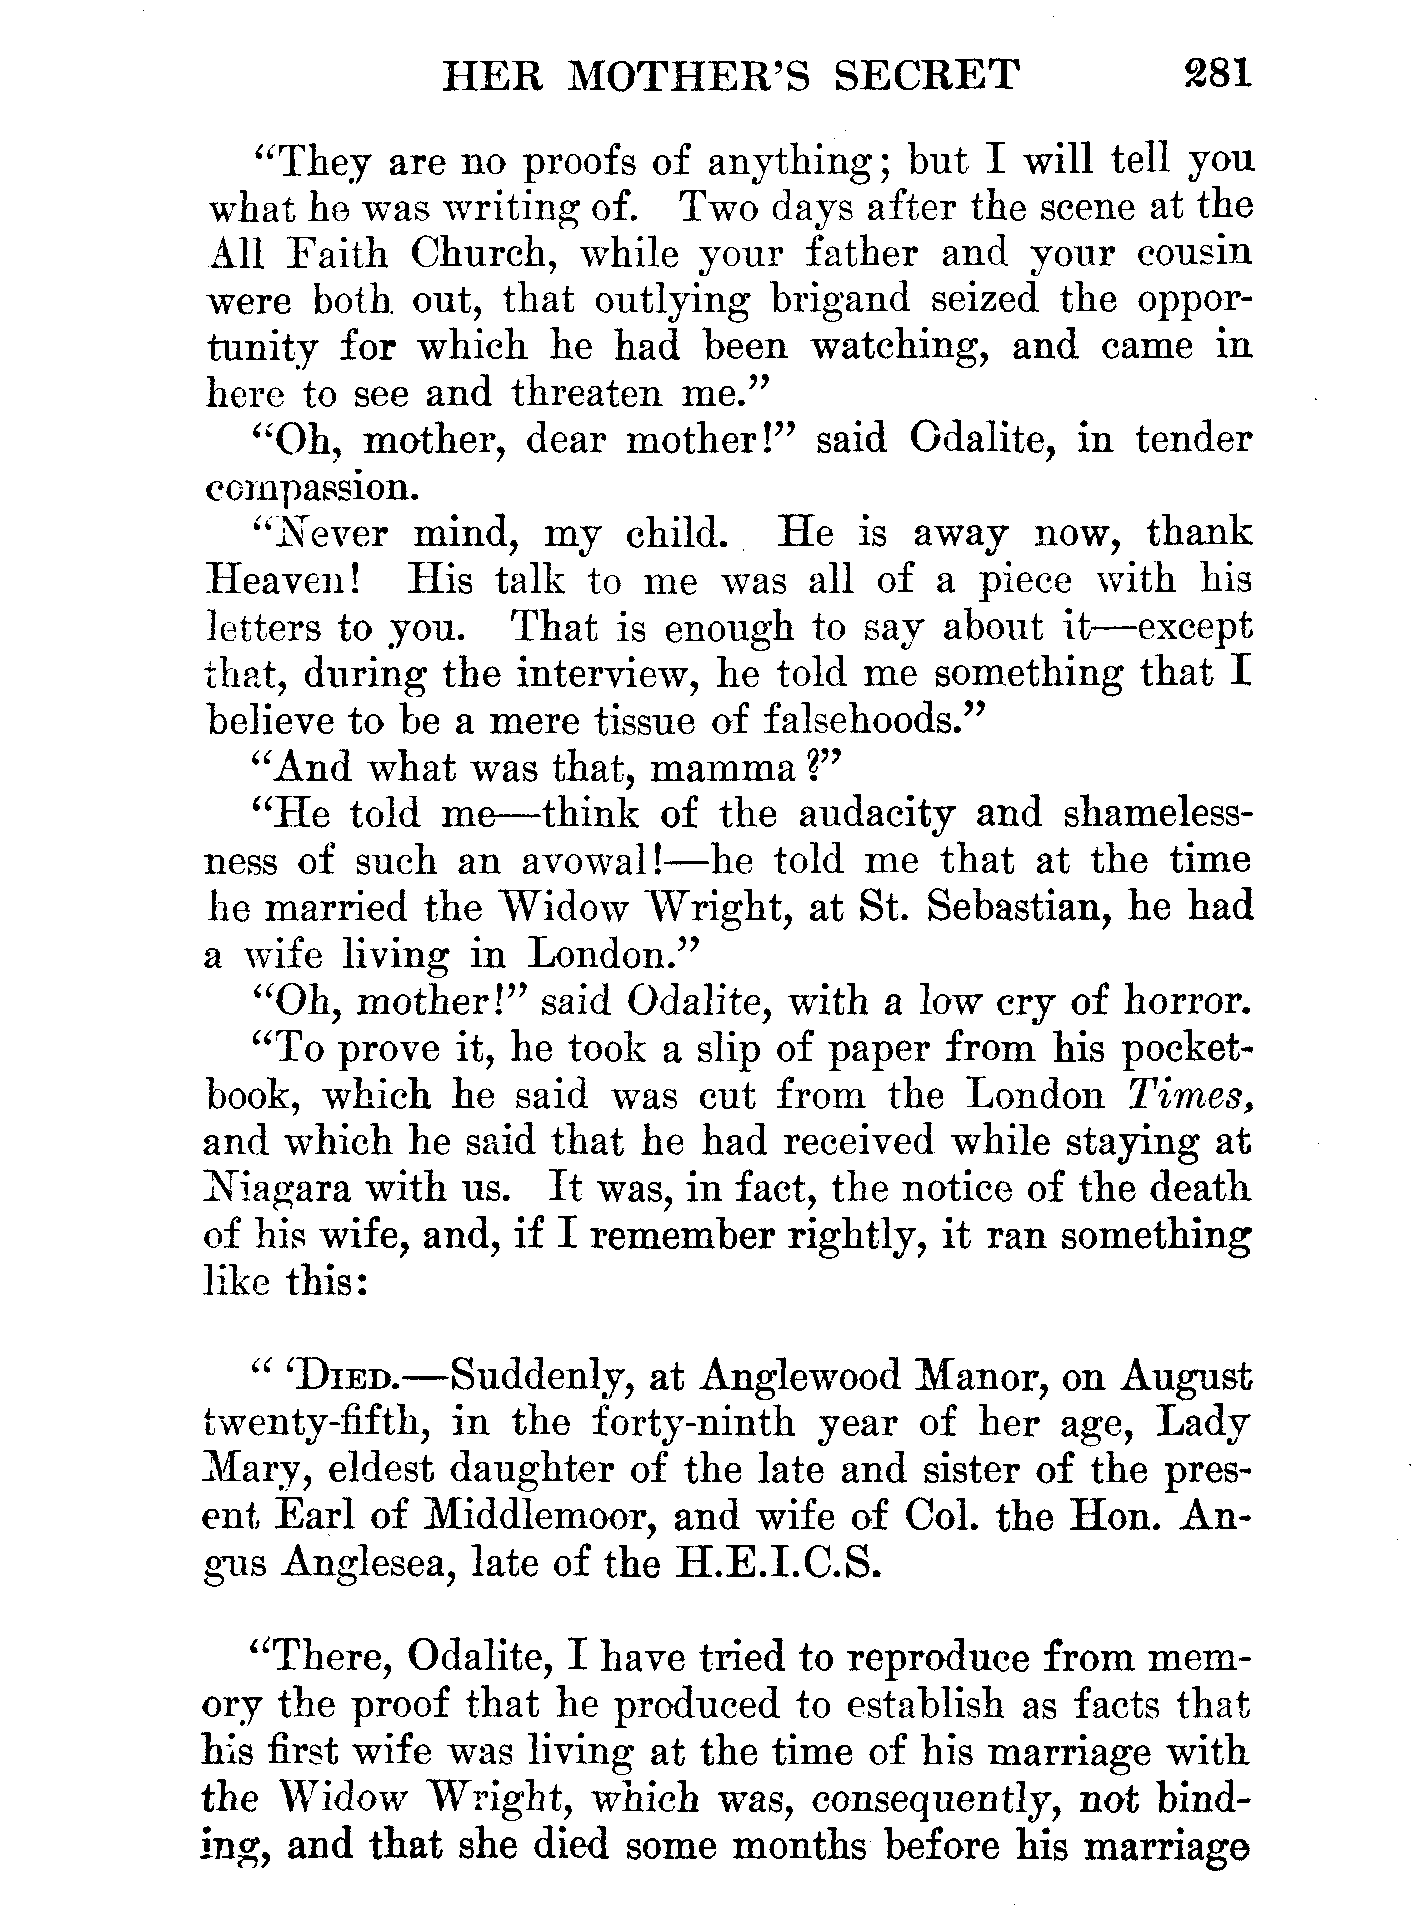 HER MOTHER'S SECRET 281
"They are no proofs of anything; but I will tell you
what he was writing of. Two days after the scene at the
All Faith Church, while your father and your cousin
were both out, that outlying brigand seized the oppor-
tunity for which he had been watching, and came in
here to see and threaten me."
"Oh, mother, dear mother!" said Odalite, in tender
compassion.
"Never mind, my child. He is away now, thank
Heaven! His talk to me was all of a piece with his
letters to you. That is enough to say about it—except
that, during the interview, he told me something that I
believe to be a mere tissue of falsehoods."
"And what was that, mamma?"
"He told me—think of the audacity and shameless-
ness of such an avowal!—he told me that at the time
he married the Widow Wright, at St. Sebastian, he had
a wife living in London."
"Oh, mother!" said Odalite, with a low cry of horror.
"To prove it, he took a slip of paper from his pocket-
book, which he said was cut from the London Times,
and which he said that he had received while staying at
Niagara with us. It was, in fact, the notice of the death
of his wife, and, if I remember rightly, it ran something
like this:
" 'DIED.—Suddenly, at Anglewood Manor, on August
twenty-fifth, in the forty-ninth year of her age, Lady
Mary, eldest daughter of the late and sister of the pres-
ent Earl of Middlemoor, and wife of Col. the Hon. An-
gus Anglesea, late of the H.E.I.C.S.
"There, Odalite, I have tried to reproduce from mem-
ory the proof that he produced to establish as facts that
his first wife was living at the time of his marriage with
the Widow Wright, which was, consequently, not bind-
ing, and that she died some months before his marriage